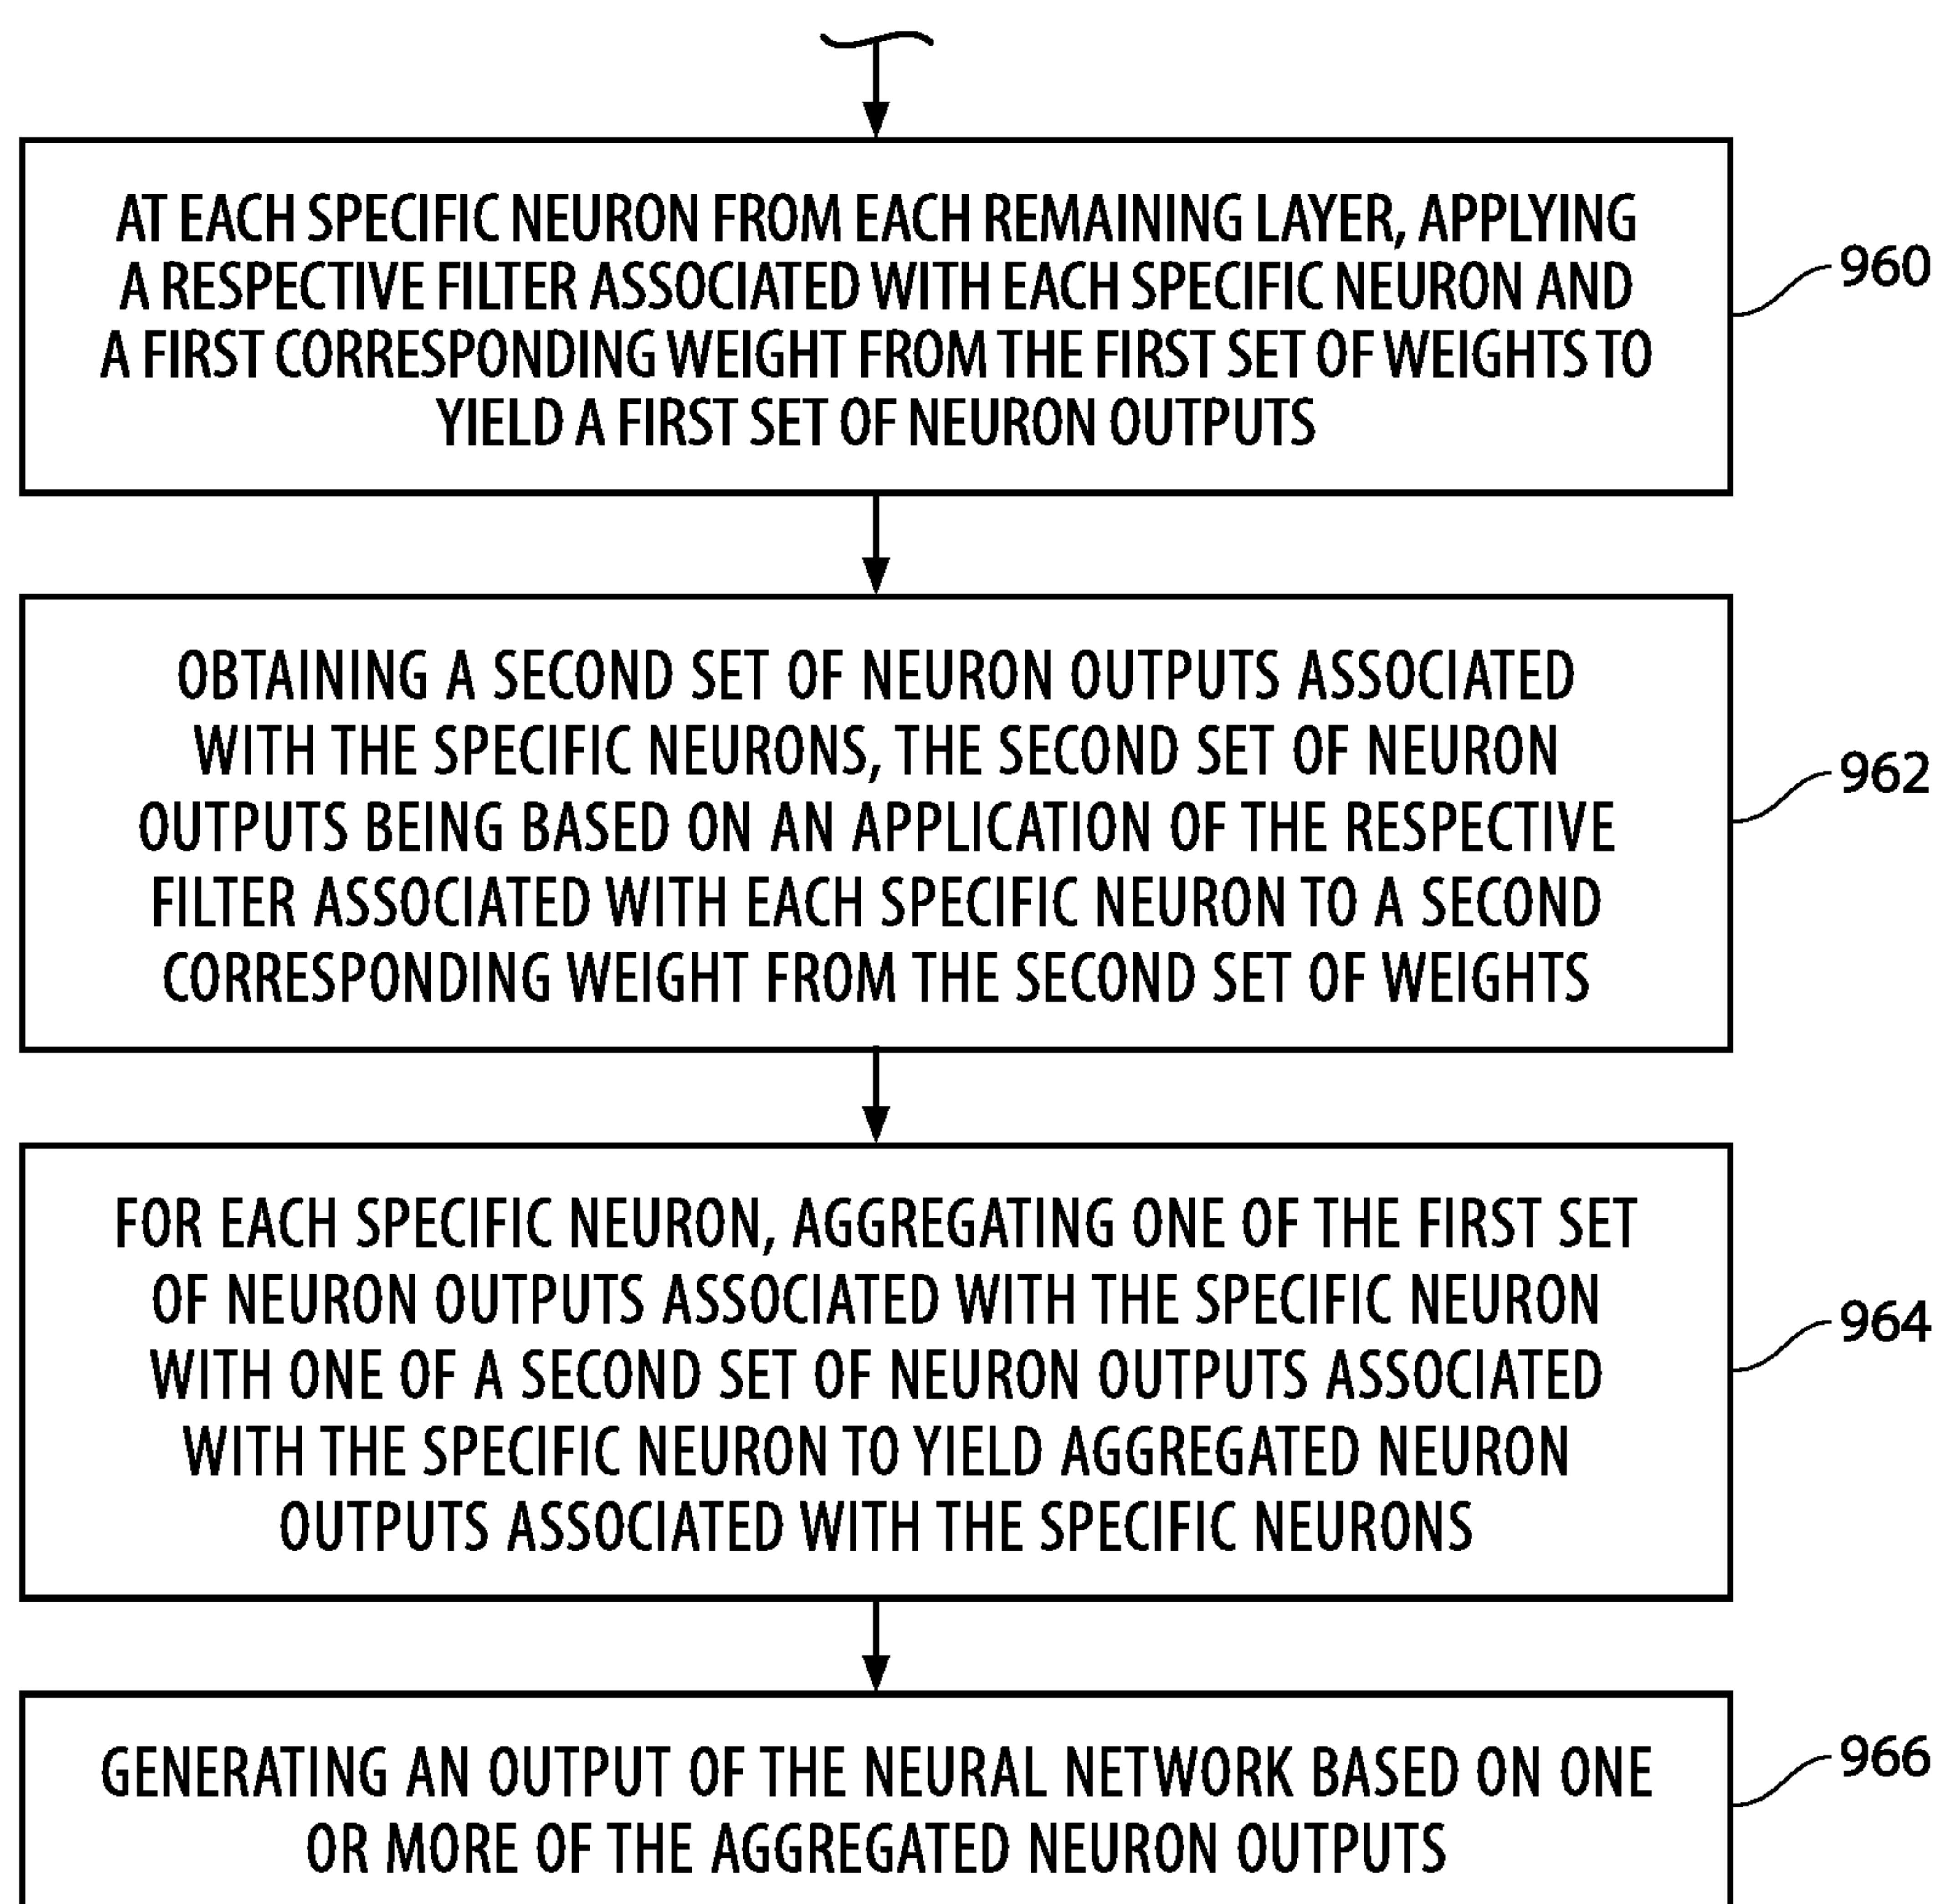 AT EACH SPECIFIC NEURON FROM EACH REMAINING LAYER, APPLYING
A RESPECTIVE FILTER ASSOCIATED WITH EACH SPECIFIC NEURON AND
A FIRST CORRESPONDING WEIGHT FROM THE FIRST SET OF WEIGHTS TO
YIELD A FIRST SET OF NEURON OUTPUTS
960
OBTAINING A SECOND SET OF NEURON OUTPUTS ASSOCIATED
WITH THE SPECIFIC NEURONS, THE SECOND SET OF NEURON
OUTPUTS BEING BASED ON AN APPLICATION OF THE RESPECTIVE
FILTER ASSOCIATED WITH EACH SPECIFIC NEURON TO A SECOND
CORRESPONDING WEIGHT FROM THE SECOND SET OF WEIGHTS
962
FOR EACH SPECIFIC NEURON, AGGREGATING ONE OF THE FIRST SET
OF NEURON OUTPUTS ASSOCIATED WITH THE SPECIFIC NEURON
WITH ONE OF A SECOND SET OF NEURON OUTPUTS ASSOCIATED
WITH THE SPECIFIC NEURON TO YIELD AGGREGATED NEURON
OUTPUTS ASSOCIATED WITH THE SPECIFIC NEURONS
964
GENERATING AN OUTPUT OF THE NEURAL NETWORK BASED ON ONE
OR MORE OF THE AGGREGATED NEURON OUTPUTS
966